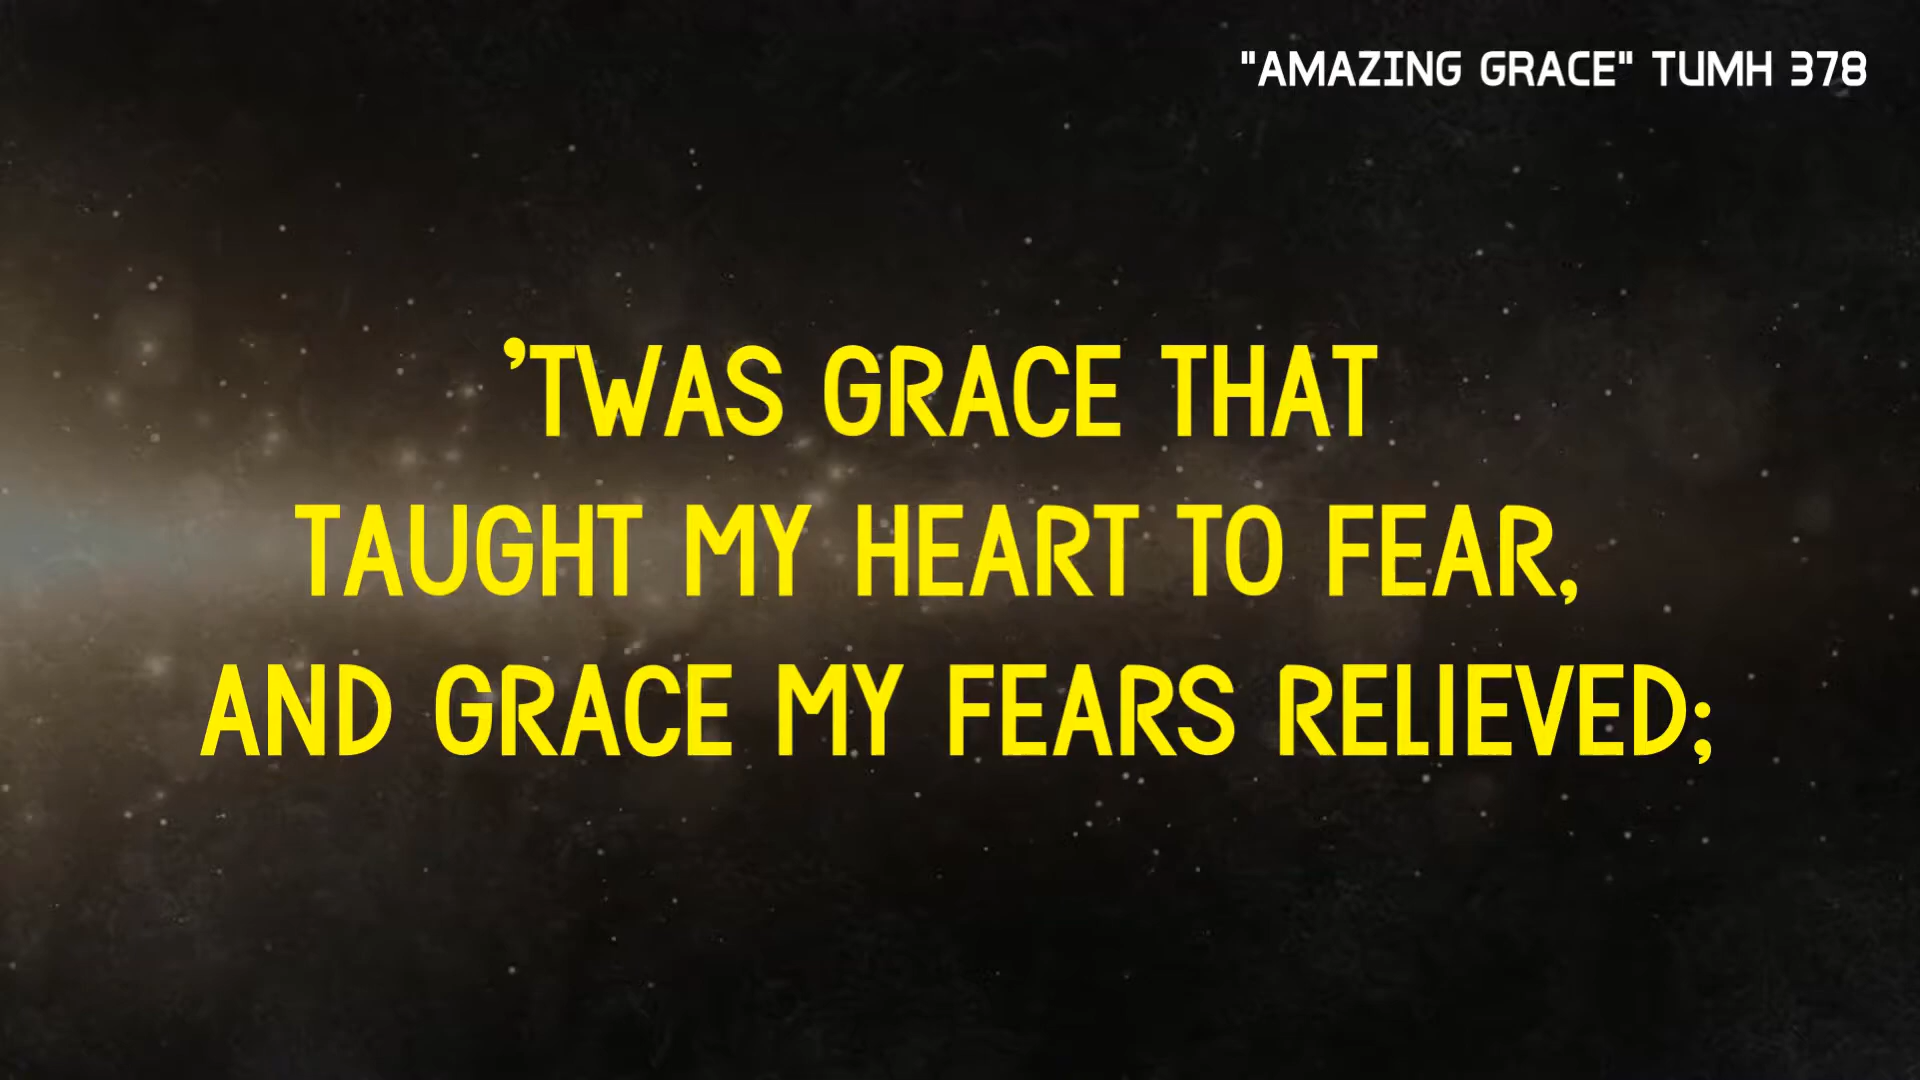 "AMAZING GRACE" TUMH 378
’TWAS GRACE THAT
TAUGHT MY HEART TO FEAR,
AND GRACE MY FEARS RELIEVED;